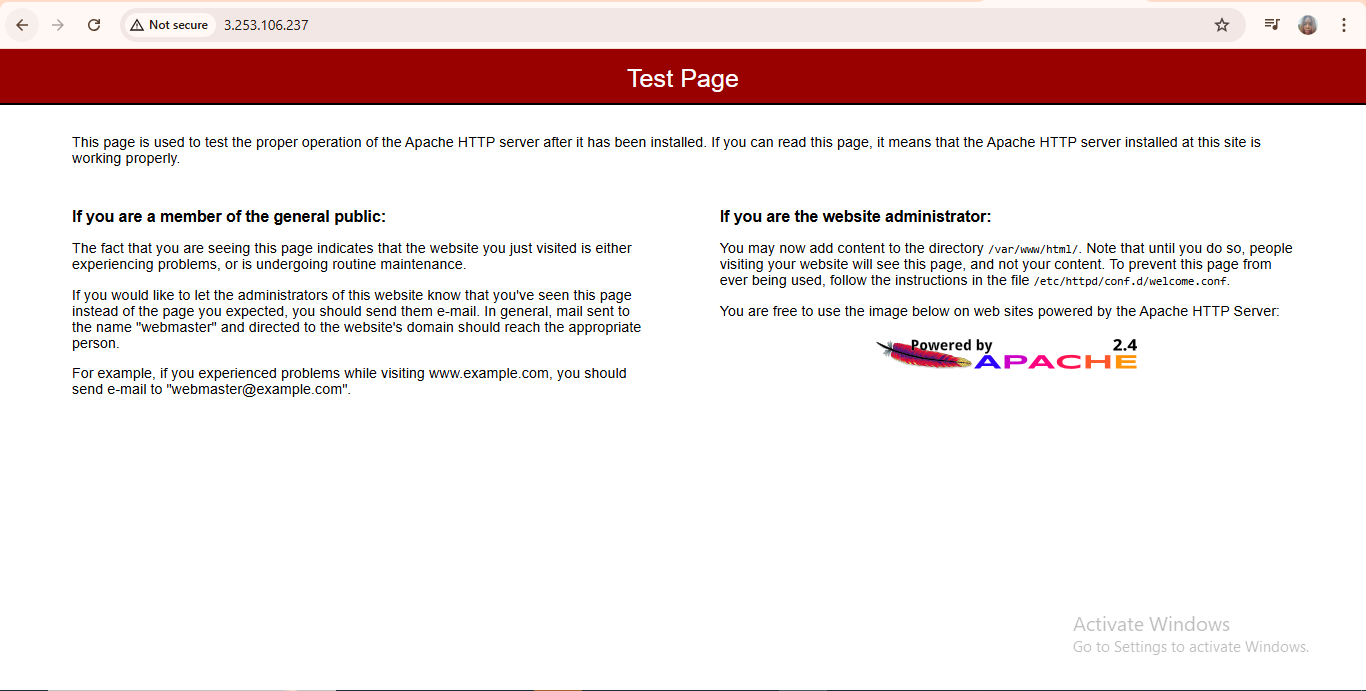 Not secure
3.253.106.237
Test Page
This page is used to test the proper operation of the Apache HTTP server after it has been installed. If you can read this page, it means that the Apache HTTP server installed at this site is
working properly.
If you are a member of the general public:
The fact that you are seeing this page indicates that the website you just visited is either
experiencing problems, or is undergoing routine maintenance.
If you would like to let the administrators of this website know that you've seen this page
instead of the page you expected, you should send them e-mail. In general, mail sent to
the name "webmaster" and directed to the website's domain should reach the appropriate
person.
For example, if you experienced problems while visiting www.example.com, you should
send e-mail to "webmaster@example.com".
If you are the website administrator:
You may now add content to the directory /var/www/html/. Note that until you do so, people
visiting your website will see this page, and not your content. To prevent this page from
ever being used, follow the instructions in the file /etc/httpd/conf.d/welcome.conf.
You are free to use the image below on web sites powered by the Apache HTTP Server:
Powered by 2.4
APACHE
Activate Windows
Go to Settings to activate Windows.